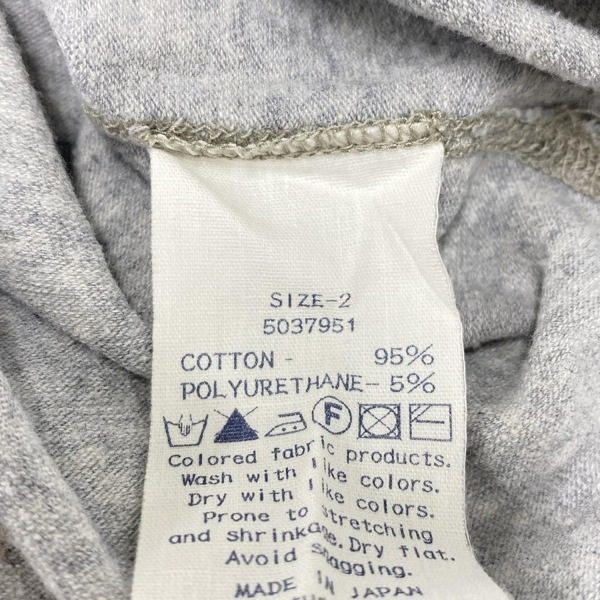 SIZE-2
5037951
COTTON - 95%
POLYURETHANE- 5%
F
Colored fabric products.
Wash with like colors.
Dry with like colors.
Prone to stretching
and shrinkage. Dry flat.
Avoid snagging.
MADE IN JAPAN